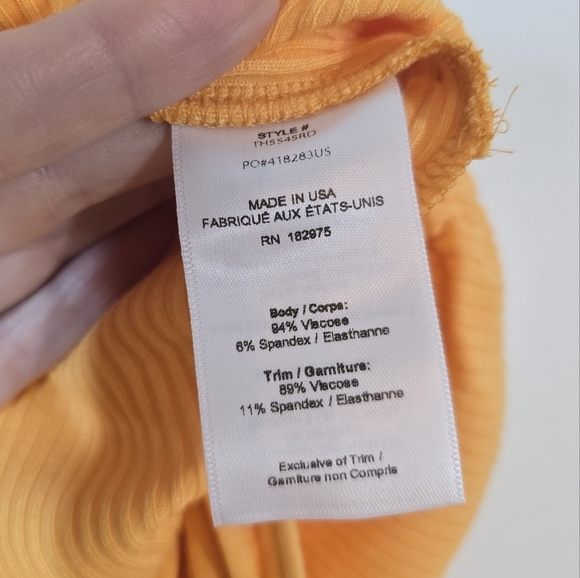 STYLE #
TH5545RD
PO#418283US
MADE IN USA
FABRIQUÉ AUX ÉTATS-UNIS
RN 162975
Body / Corps:
94% Viscose
6% Spandex / Elasthanne
Trim / Garniture:
89% Viscose
11% Spandex / Elasthanne
Exclusive of Trim /
Garniture non Compris